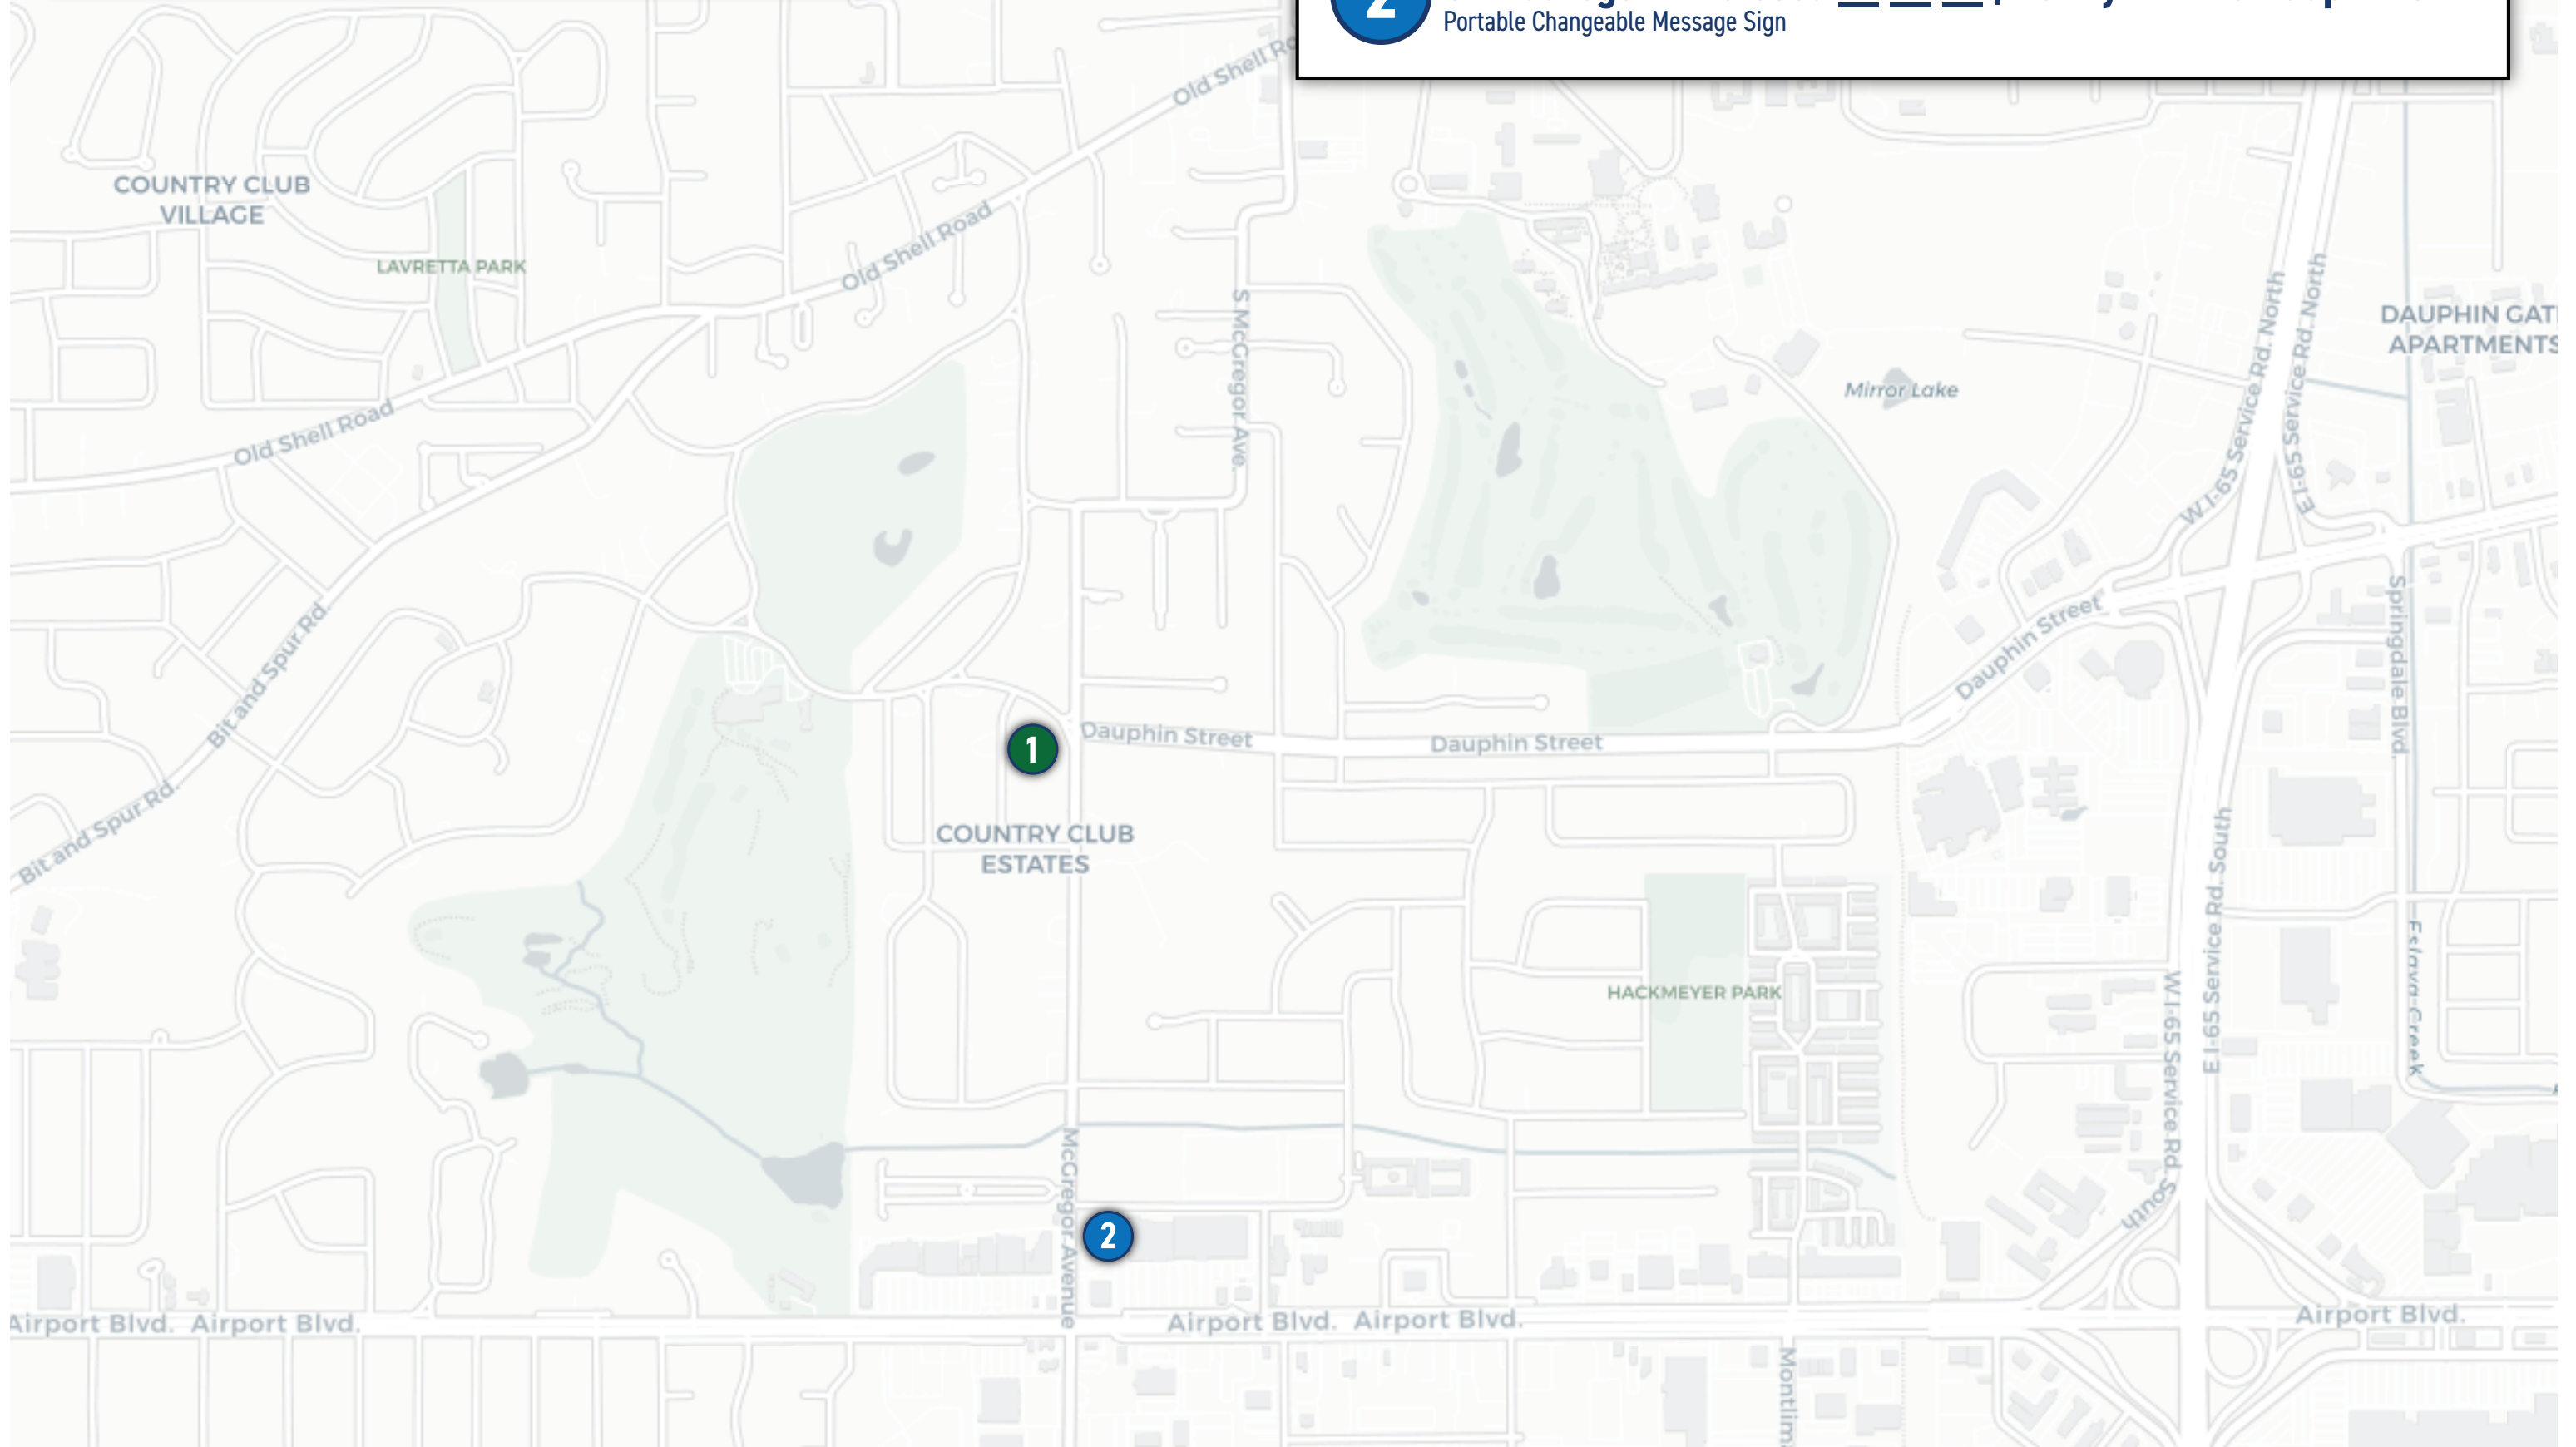 2
Portable Changeable Message Sign
Old Shell Ro
COUNTRY CLUB
VILLAGE
LAVRETTA PARK
Old Shell Road
S McGregor Ave.
W I-65 Service Rd. North
E I-65 Service Rd. North
DAUPHIN GAT
APARTMENTS
Mirror Lake
Old Shell Road
Bit and Spur Rd.
Dauphin Street
Springdale Blvd.
1
Dauphin Street
Dauphin Street
Bit and Spur Rd.
COUNTRY CLUB
ESTATES
E I-65 Service Rd. South
HACKMEYER PARK
Eslava Creek
W I-65 Service Rd. South
McGregor Avenue
2
Airport Blvd.
Airport Blvd.
Airport Blvd.
Airport Blvd.
Airport Blvd.
Montlim